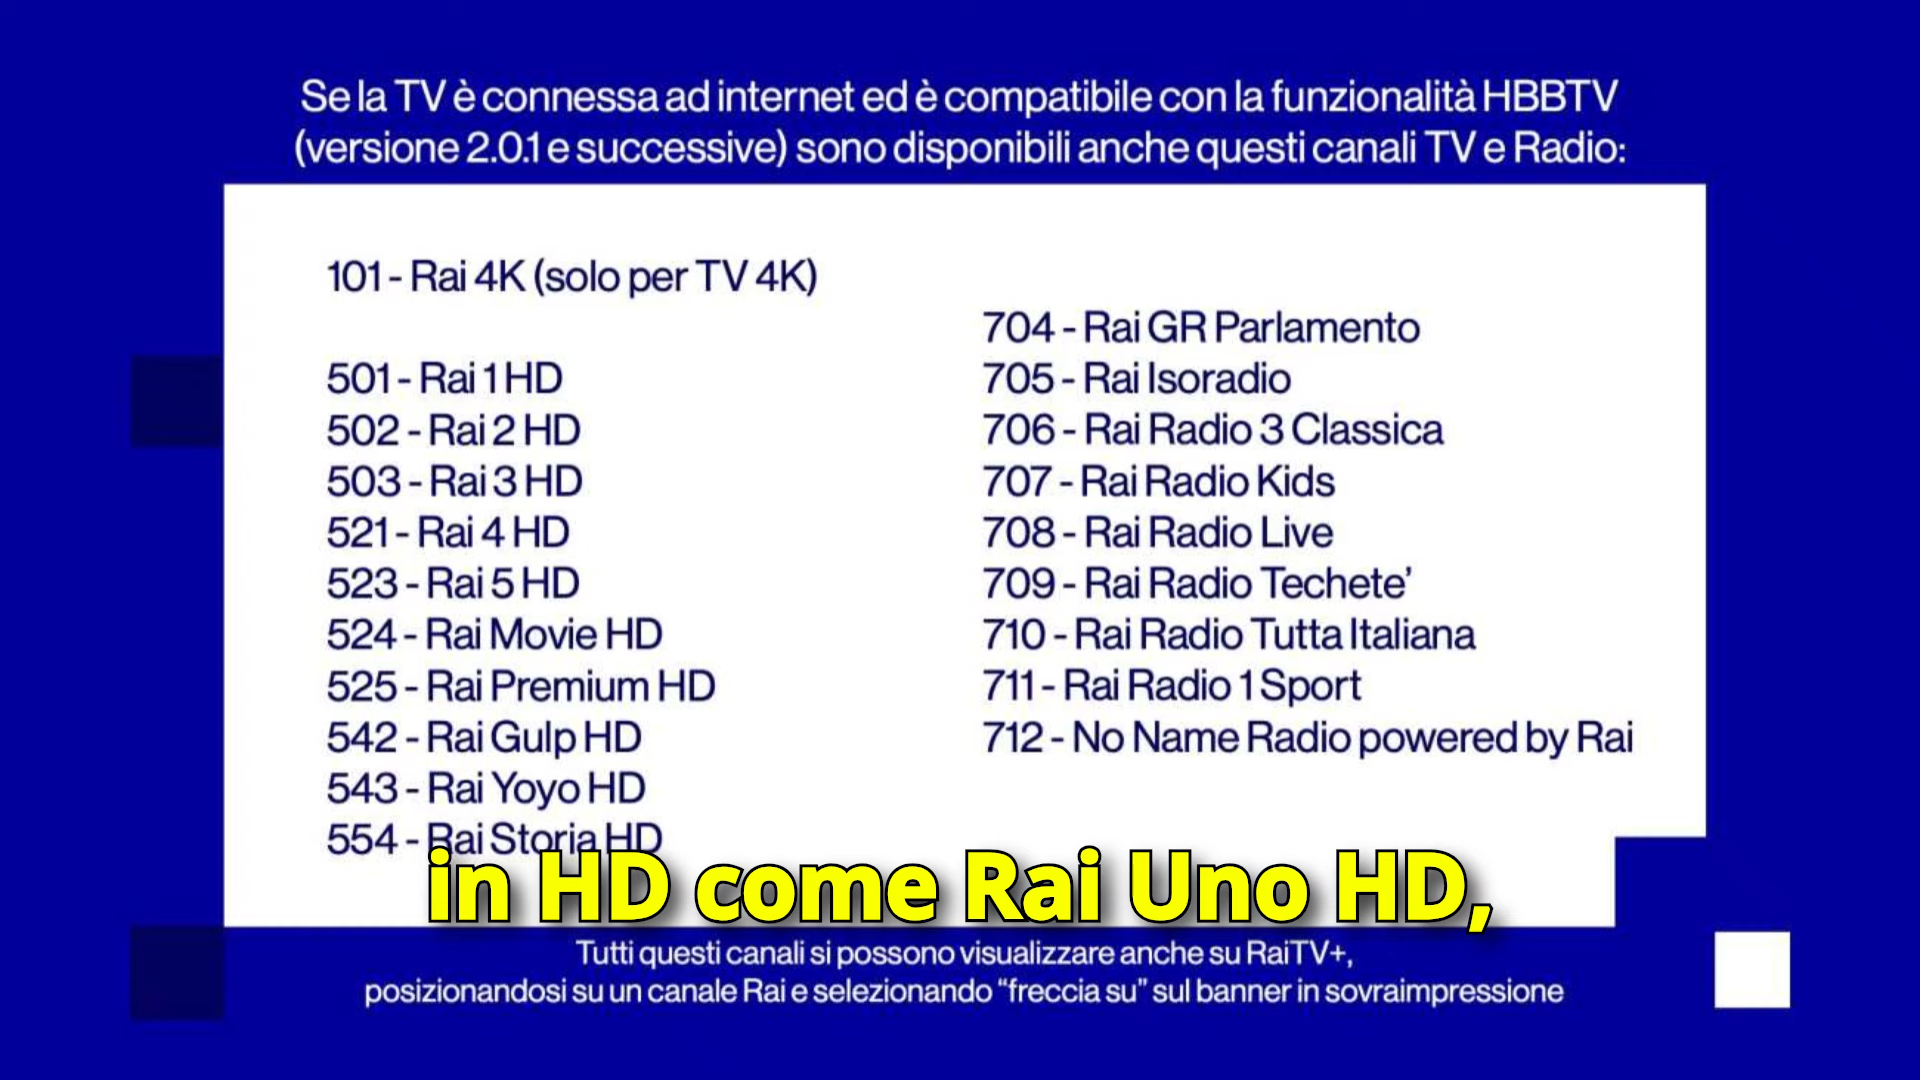 Se la TV è connessa ad internet ed è compatibile con la funzionalità HBBTV
(versione 2.0.1 e successive) sono disponibili anche questi canali TV e Radio:
101 - Rai 4K (solo per TV 4K)
501 - Rai 1 HD
502 - Rai 2 HD
503 - Rai 3 HD
521 - Rai 4 HD
523 - Rai 5 HD
524 - Rai Movie HD
525 - Rai Premium HD
542 - Rai Gulp HD
543 - Rai Yoyo HD
554 - Rai Storia HD
704 - Rai GR Parlamento
705 - Rai Isoradio
706 - Rai Radio 3 Classica
707 - Rai Radio Kids
708 - Rai Radio Live
709 - Rai Radio Techete’
710 - Rai Radio Tutta Italiana
711 - Rai Radio 1 Sport
712 - No Name Radio powered by Rai
in HD come Rai Uno HD,
Tutti questi canali si possono visualizzare anche su RaiTV+,
posizionandosi su un canale Rai e selezionando “freccia su” sul banner in sovraimpressione